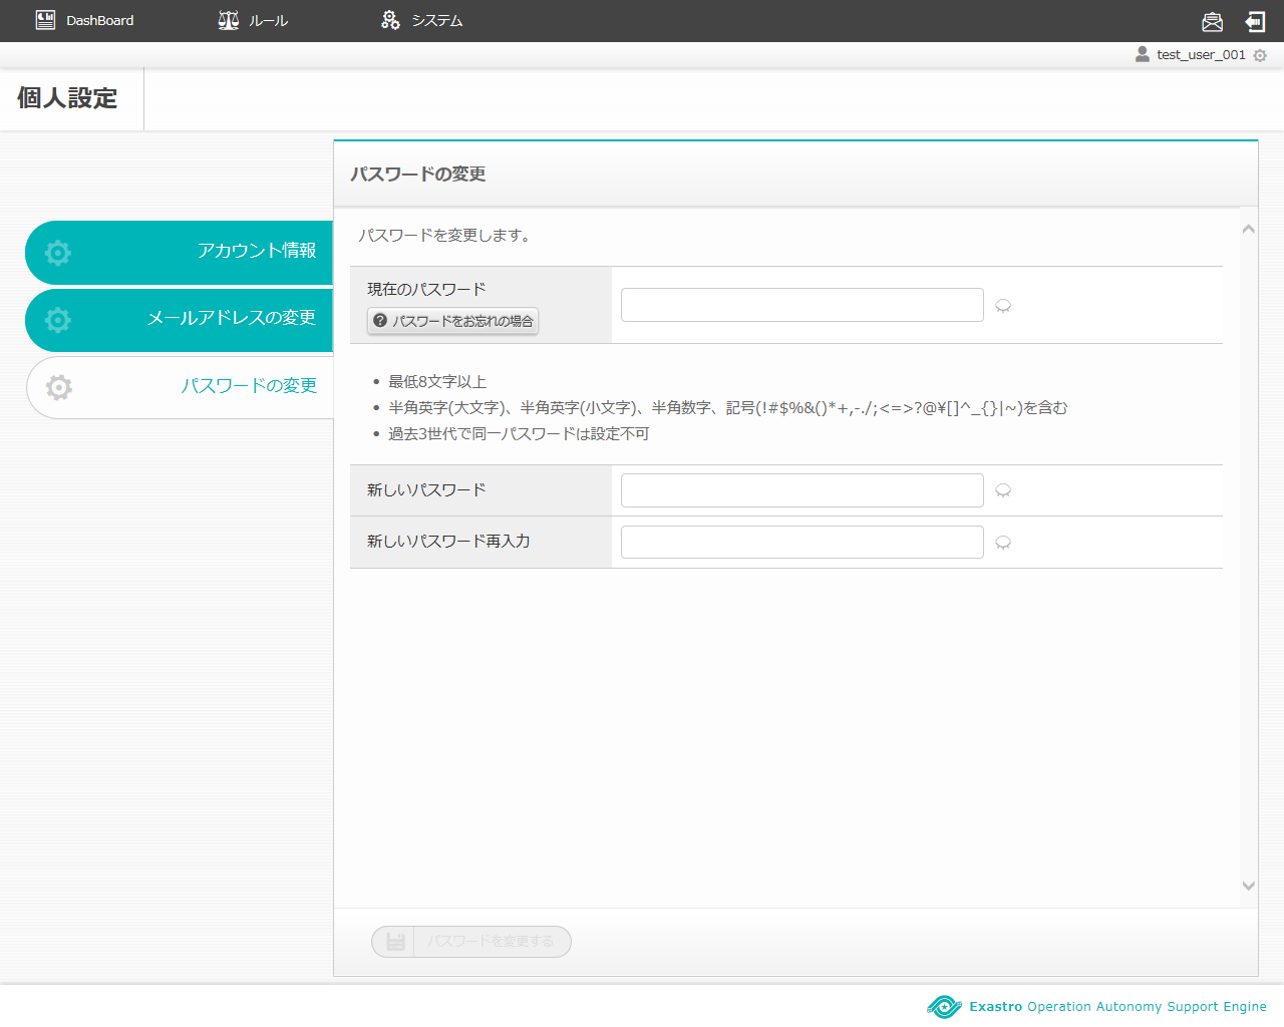 DashBoard ルール システム
test_user_001
個人設定
パスワードの変更
アカウント情報
メールアドレスの変更
パスワードの変更
パスワードを変更します。
現在のパスワード
パスワードをお忘れの場合
最低8文字以上
半角英字(大文字)、半角英字(小文字)、半角数字、記号(!#$%&()*+,-./;<=>?@¥[]^_{}|~)を含む
過去3世代で同一パスワードは設定不可
新しいパスワード
新しいパスワード再入力
パスワードを変更する
Exastro Operation Autonomy Support Engine